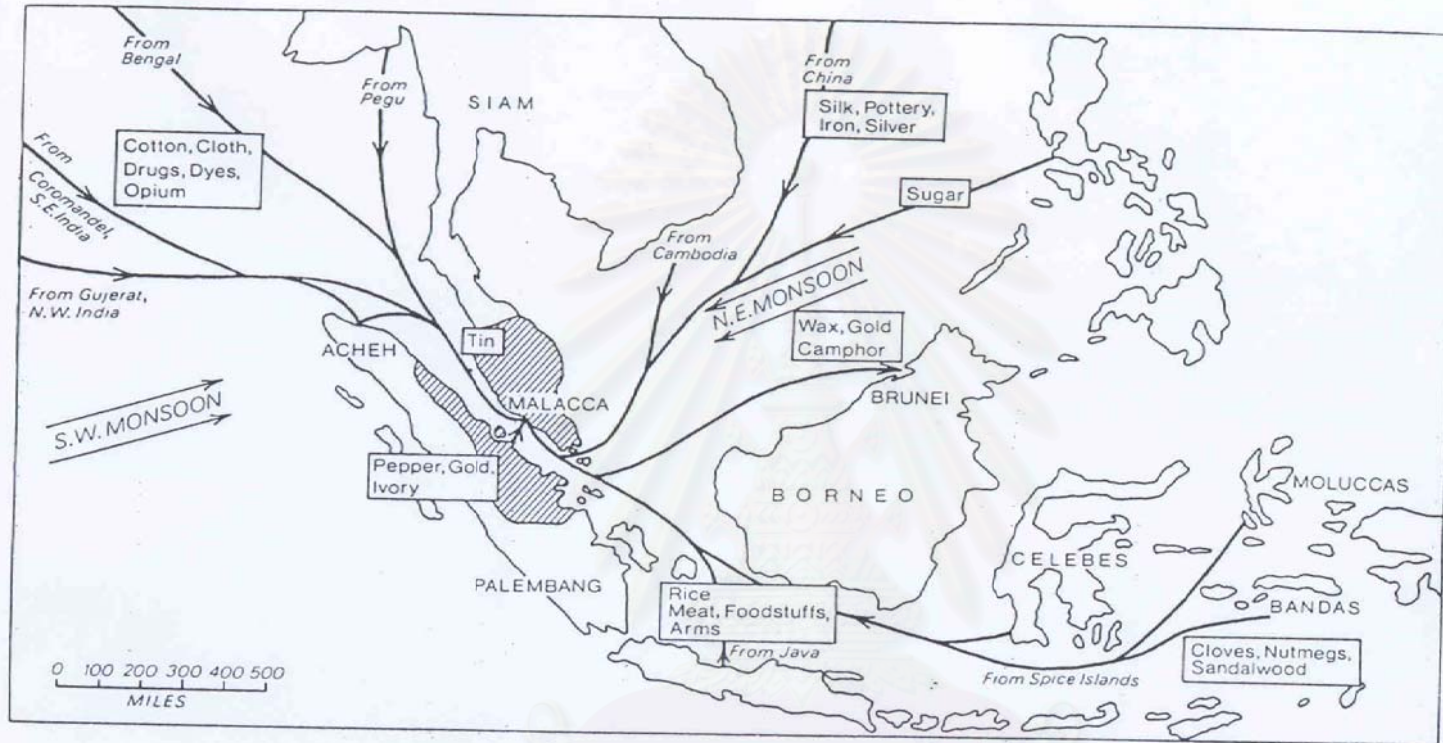 From
Bengal
From
Pegu
SIAM
From
China
Silk, Pottery,
Iron, Silver
Cotton, Cloth,
Drugs, Dyes,
Opium
From
Coromandel,
S.E. India
Sugar
From
Cambodia
From Gujerat,
N.W. India
N.E. MONSOON
ACHEH
Tin
Wax, Gold
Camphor
S.W. MONSOON
MALACCA
BRUNEI
Pepper, Gold,
Ivory
BORNEO
MOLUCCAS
CELEBES
PALEMBANG
Rice
Meat, Foodstuffs,
Arms
BANDAS
From Java
From Spice Islands
Cloves, Nutmegs,
Sandalwood
0 100 200 300 400 500
MILES